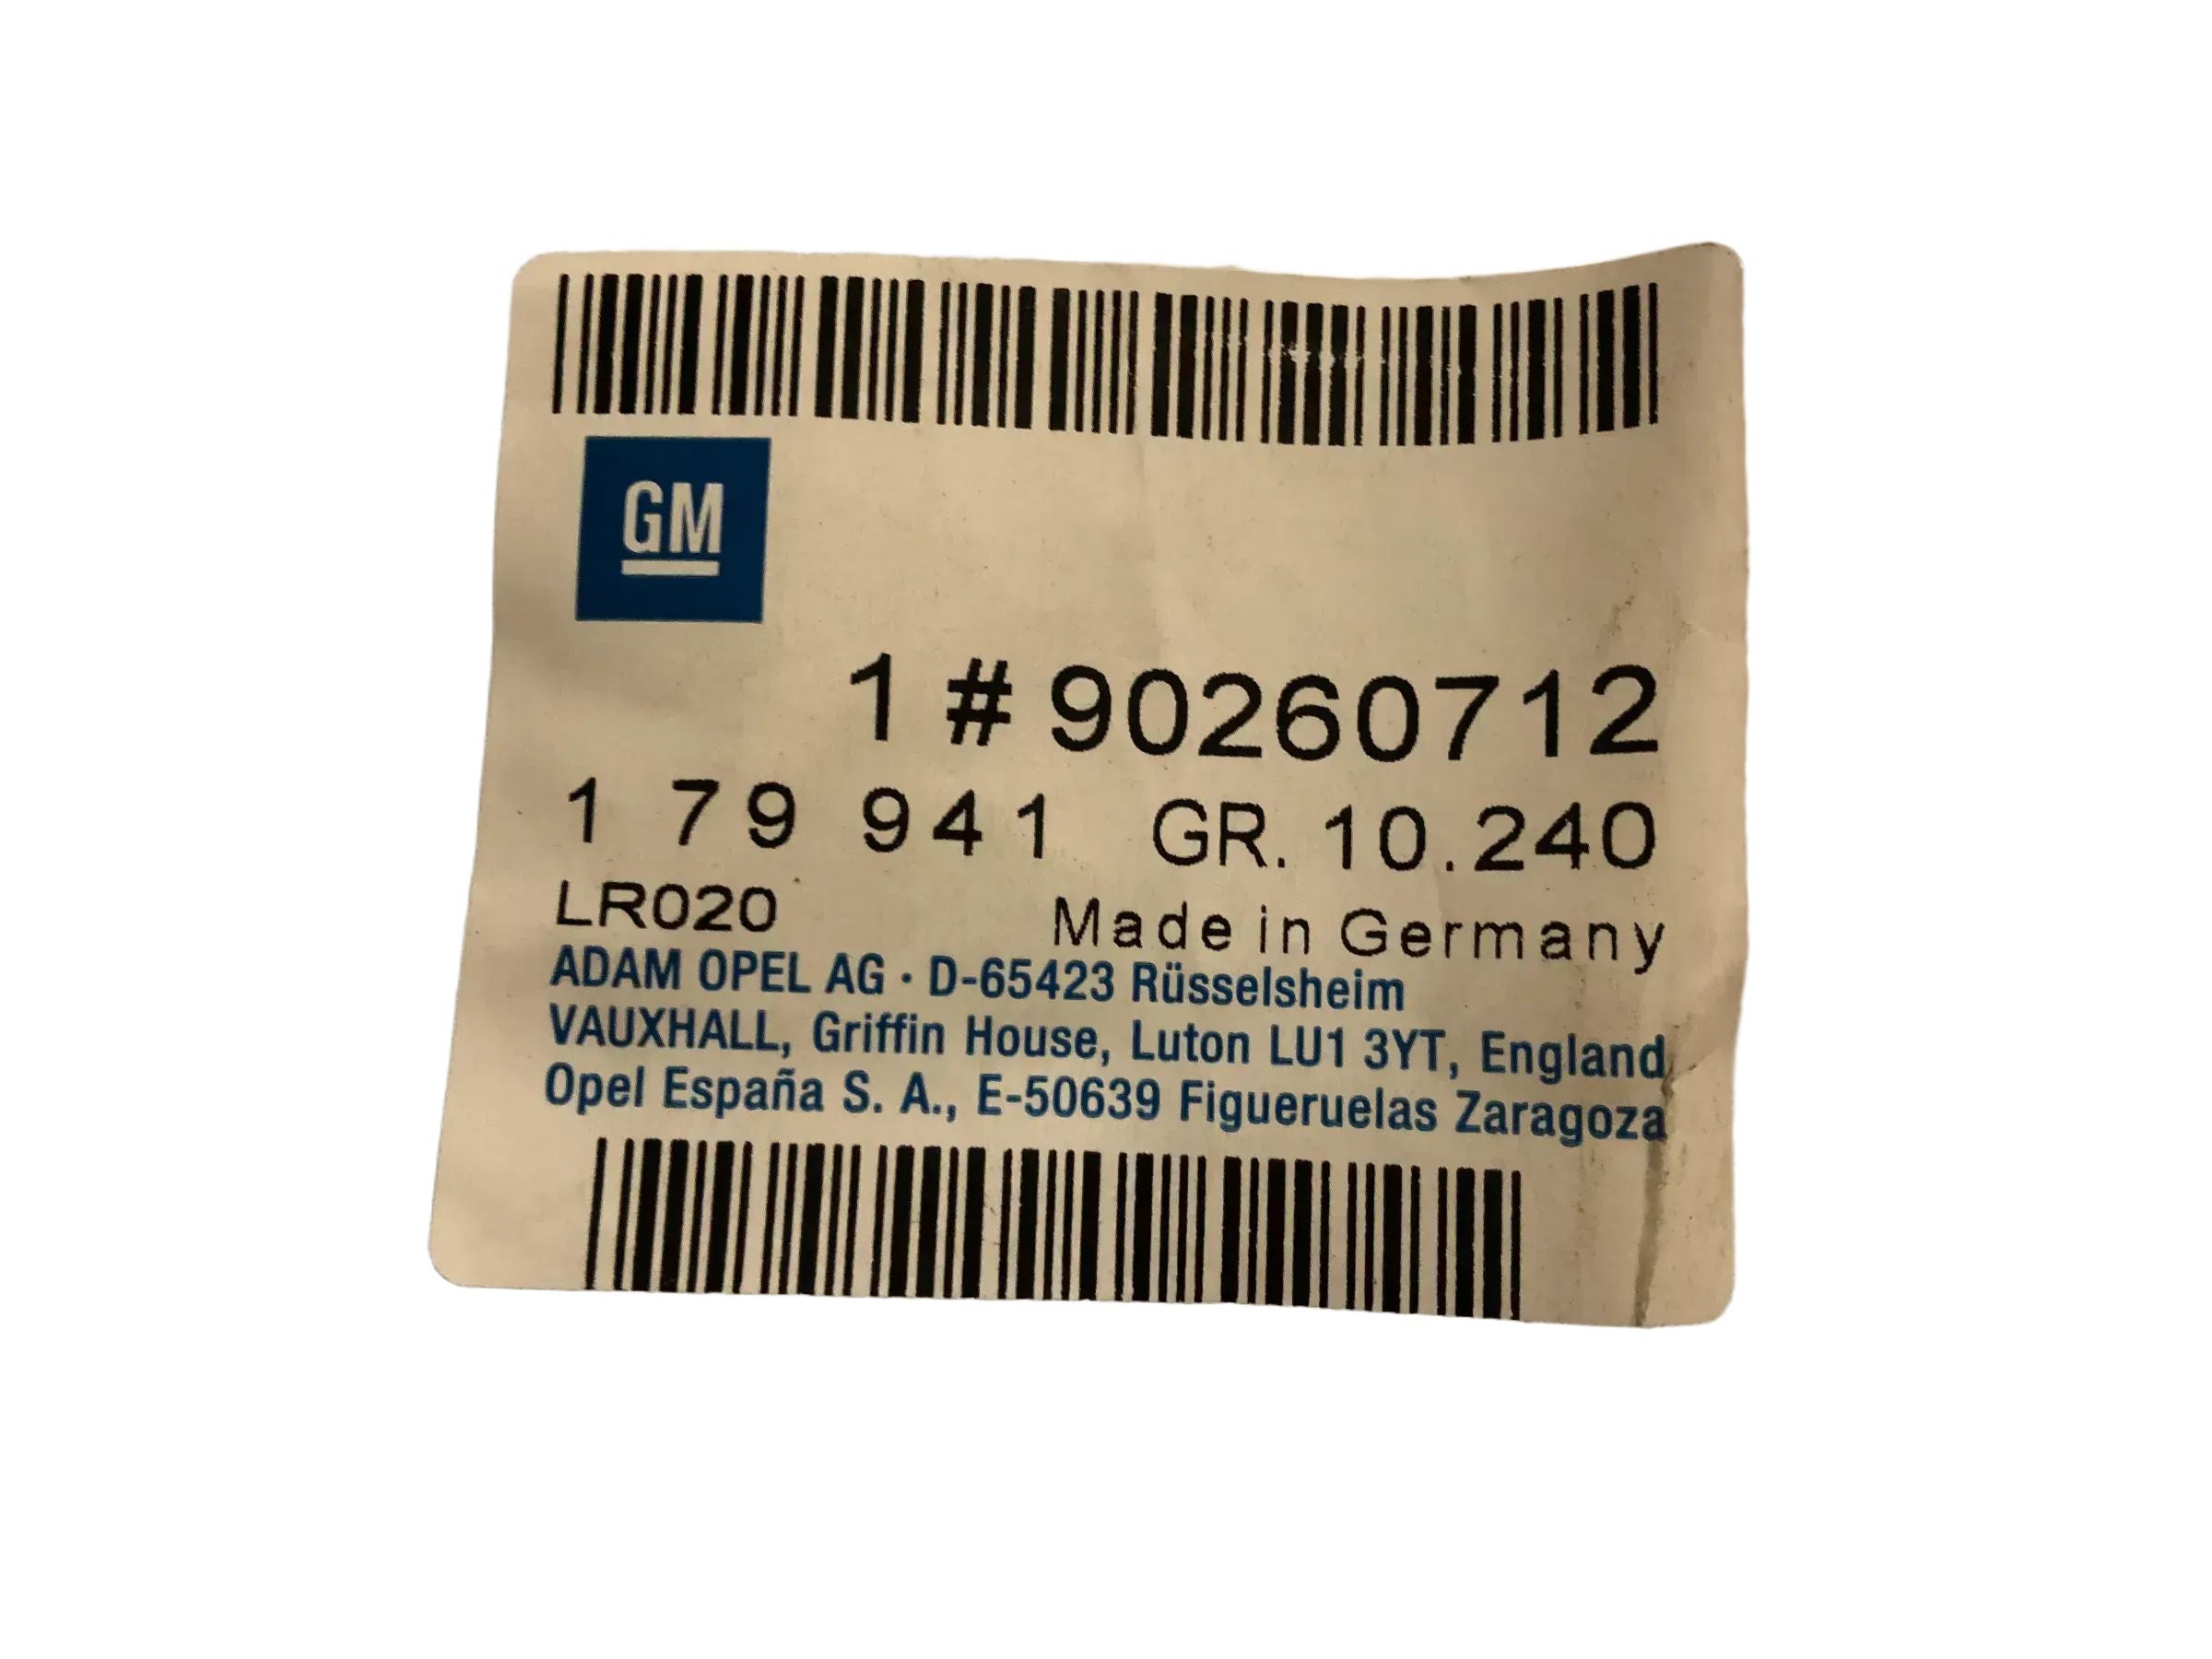 GM
1 # 90260712
1 79 941 GR. 10.240
LR020 Made in Germany
ADAM OPEL AG · D-65423 Rüsselsheim
VAUXHALL, Griffin House, Luton LU1 3YT, England
Opel España S. A., E-50639 Figueruelas Zaragoza